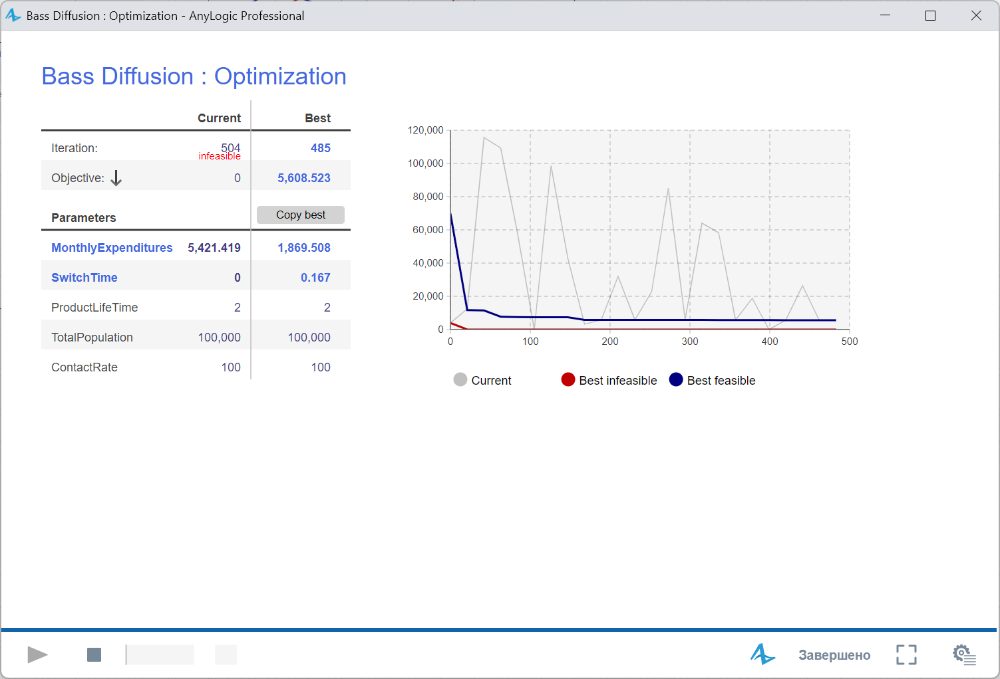 Bass Diffusion : Optimization - AnyLogic Professional
Bass Diffusion : Optimization
Current Best
Iteration: 504 485
infeasible
Objective: 0 5,608.523
Parameters Copy best
MonthlyExpenditures 5,421.419 1,869.508
SwitchTime 0 0.167
ProductLifeTime 2 2
TotalPopulation 100,000 100,000
ContactRate 100 100
120,000
100,000
80,000
60,000
40,000
20,000
0
0 100 200 300 400 500
Current Best infeasible Best feasible
Завершено